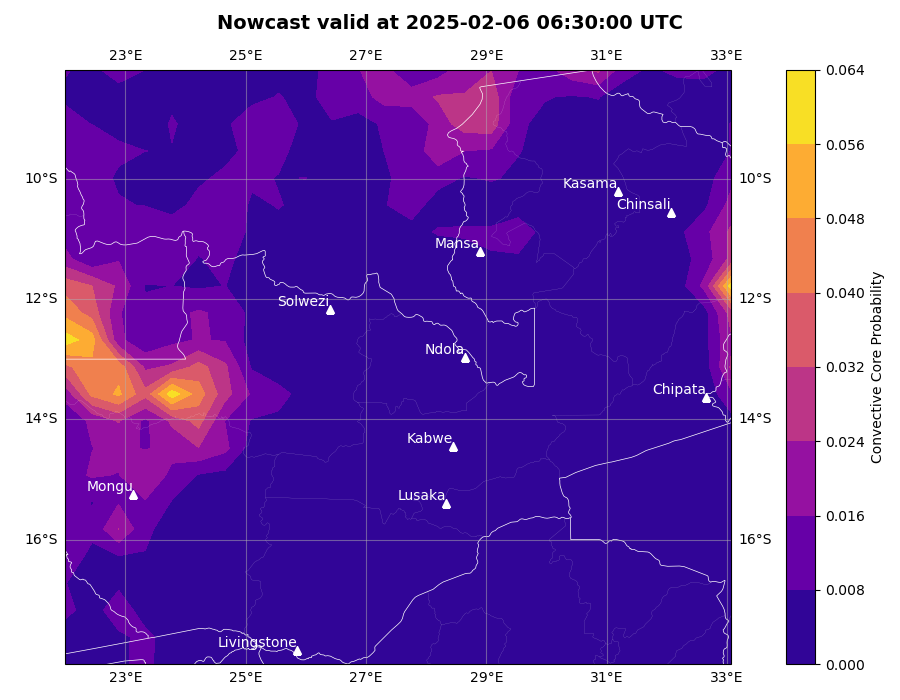 Nowcast valid at 2025-02-06 06:30:00 UTC
23°E 25°E 27°E 29°E 31°E 33°E
0.064
0.056
10°S 10°S
Kasama
Chinsali
0.048
Mansa
0.040
12°S 12°S
Solwezi
Ndola
0.032
Chipata
14°S 14°S
Kabwe
0.024
Mongu
Lusaka
0.016
16°S 16°S
0.008
Livingstone
0.000
Convective Core Probability
23°E 25°E 27°E 29°E 31°E 33°E